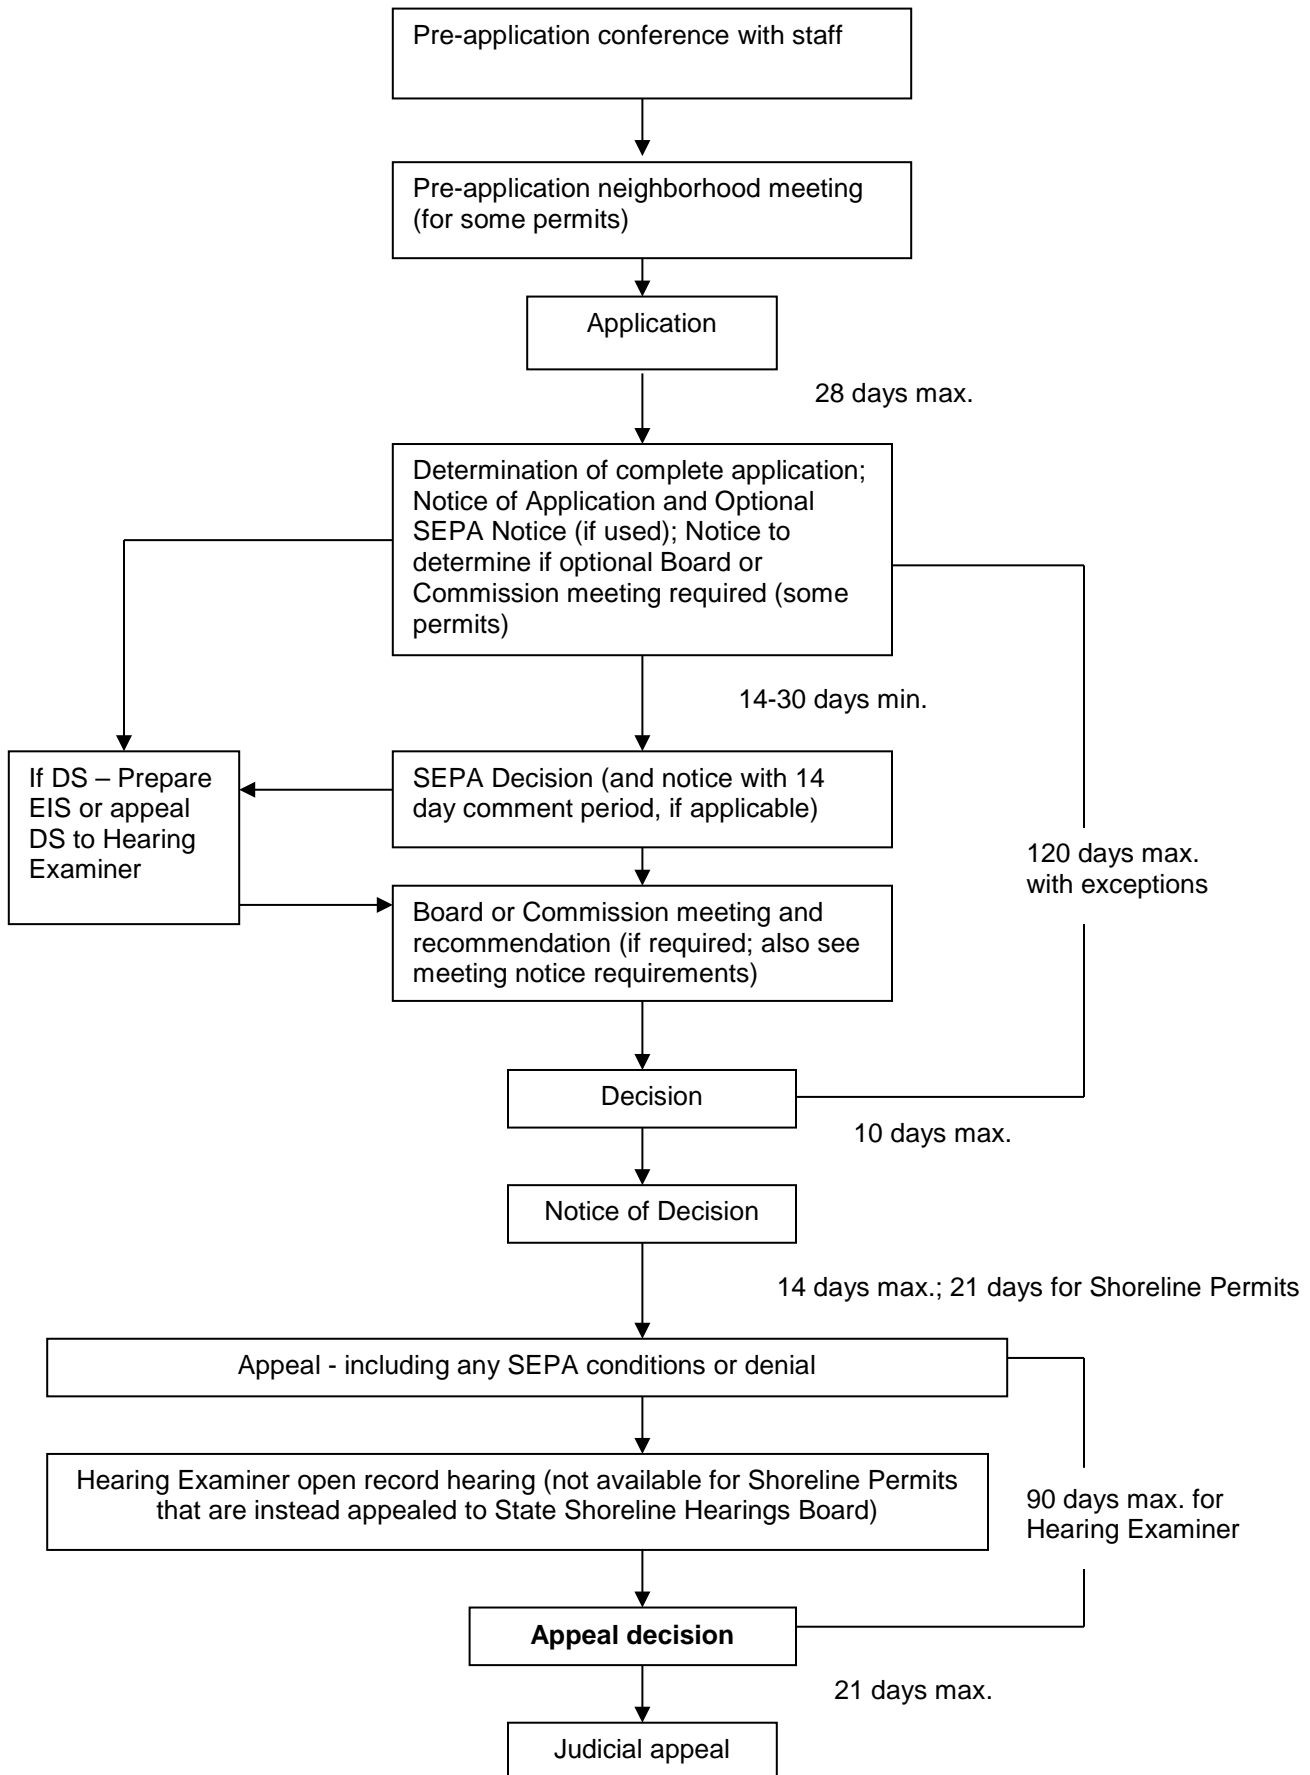 Pre-application conference with staff
Pre-application neighborhood meeting
(for some permits)
Application
28 days max.
Determination of complete application;
Notice of Application and Optional
SEPA Notice (if used); Notice to
determine if optional Board or
Commission meeting required (some
permits)
14-30 days min.
If DS – Prepare
EIS or appeal
DS to Hearing
Examiner
SEPA Decision (and notice with 14
day comment period, if applicable)
120 days max.
with exceptions
Board or Commission meeting and
recommendation (if required; also see
meeting notice requirements)
Decision
10 days max.
Notice of Decision
14 days max.; 21 days for Shoreline Permits
Appeal - including any SEPA conditions or denial
Hearing Examiner open record hearing (not available for Shoreline Permits
that are instead appealed to State Shoreline Hearings Board)
90 days max. for
Hearing Examiner
Appeal decision
21 days max.
Judicial appeal